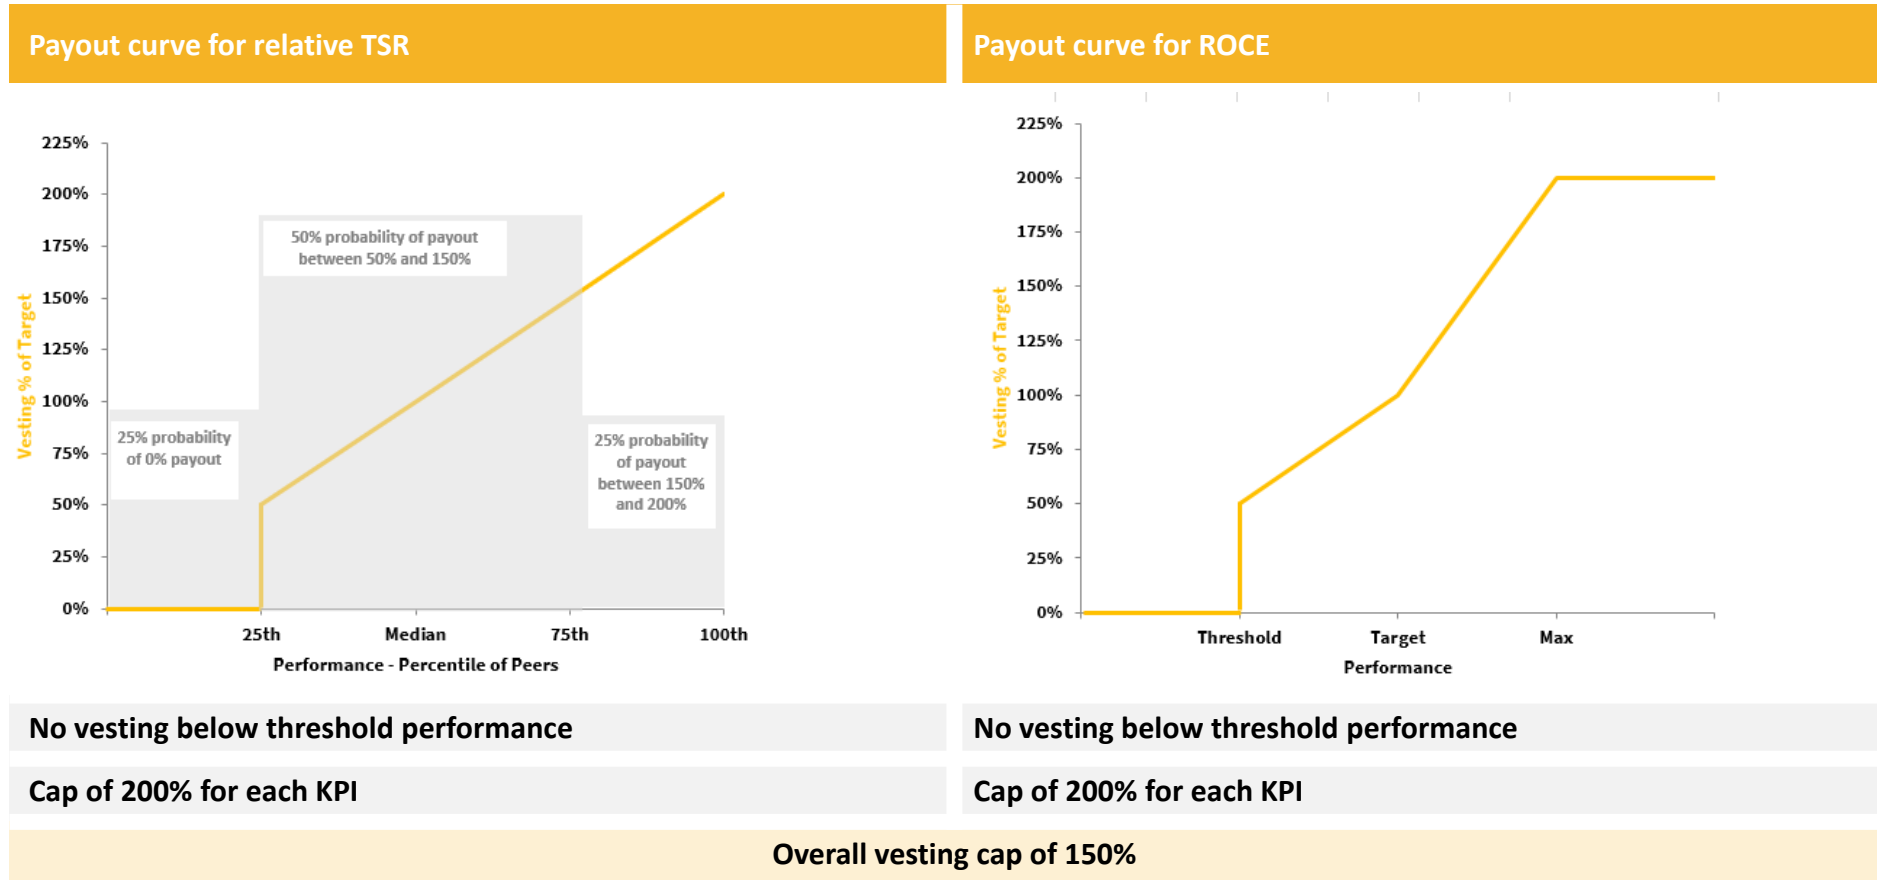 Payout curve for relative TSR
225%
200%
175%
150%
125%
100%
75%
50%
25%
0%
Vesting % of Target
50% probability of payout
between 50% and 150%
25% probability
of 0% payout
25% probability
of payout
between 150%
and 200%
25th
Median
75th
100th
Performance - Percentile of Peers
No vesting below threshold performance
Cap of 200% for each KPI
Payout curve for ROCE
225%
200%
175%
150%
125%
100%
75%
50%
25%
0%
Vesting % of Target
Threshold
Target
Max
Performance
No vesting below threshold performance
Cap of 200% for each KPI
Overall vesting cap of 150%